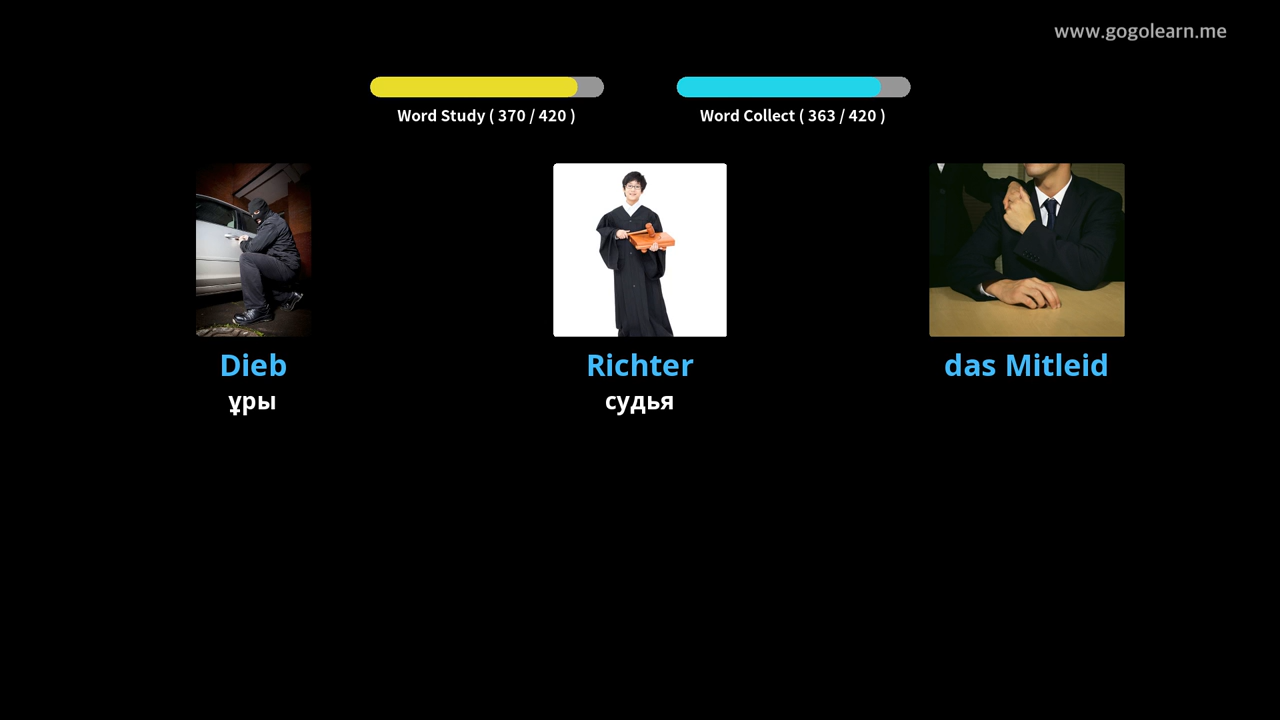 www.gogolearn.me
Word Study ( 370 / 420 )
Word Collect ( 363 / 420 )
Dieb
Richter
das Mitleid
ұры
судья